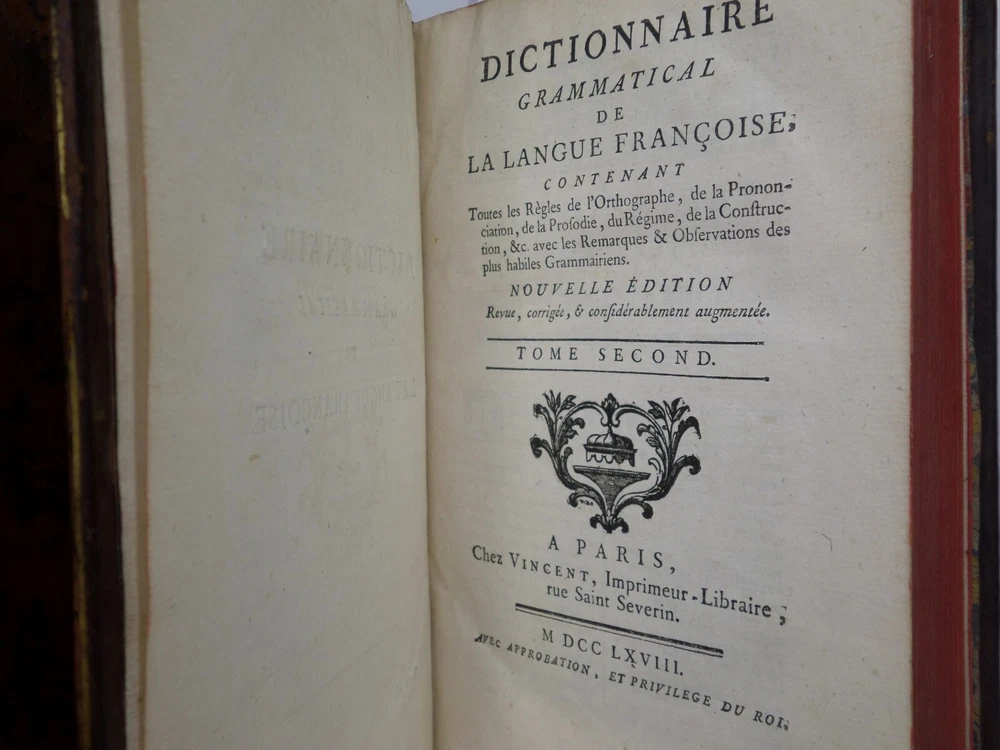 DICTIONNAIRE
GRAMMATICAL
DE
LA LANGUE FRANÇOISE;
CONTENANT
Toutes les Règles de l'Orthographe, de la Pronon-
ciation, de la Prosodie, du Régime, de la Construc-
tion, &c. avec les Remarques & Observations des
plus habiles Grammairiens.
NOUVELLE ÉDITION
Revue, corrigée, & considérablement augmentée.
TOME SECOND.
A PARIS,
Chez VINCENT, Imprimeur-Libraire;
rue Saint Severin.
M DCC LXVIII.
AVEC APPROBATION, ET PRIVILEGE DU ROI;